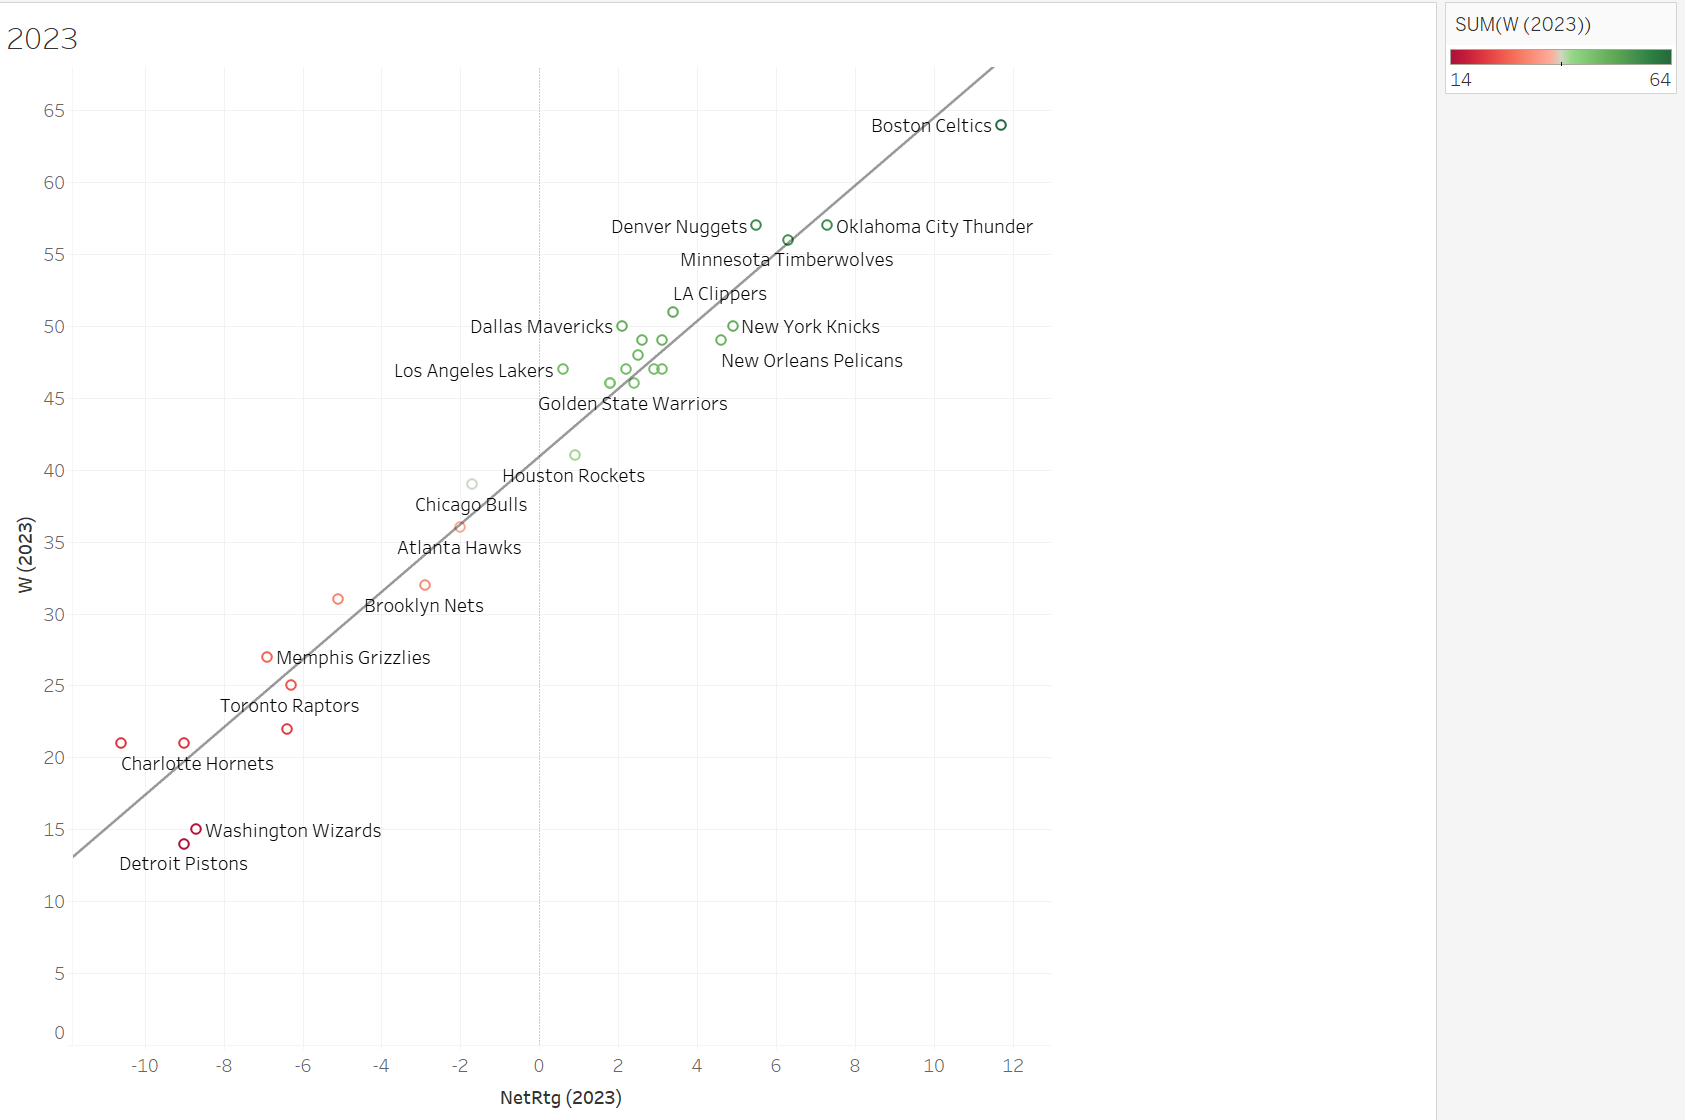 2023
SUM(W (2023))
14 64
65
Boston Celtics
60
Denver Nuggets
Oklahoma City Thunder
55
Minnesota Timberwolves
LA Clippers
50
Dallas Mavericks
New York Knicks
New Orleans Pelicans
Los Angeles Lakers
45
Golden State Warriors
40
Houston Rockets
Chicago Bulls
35
Atlanta Hawks
30
Brooklyn Nets
Memphis Grizzlies
25
Toronto Raptors
20
Charlotte Hornets
15
Washington Wizards
Detroit Pistons
10
5
0
W (2023)
-10 -8 -6 -4 -2 0 2 4 6 8 10 12
NetRtg (2023)